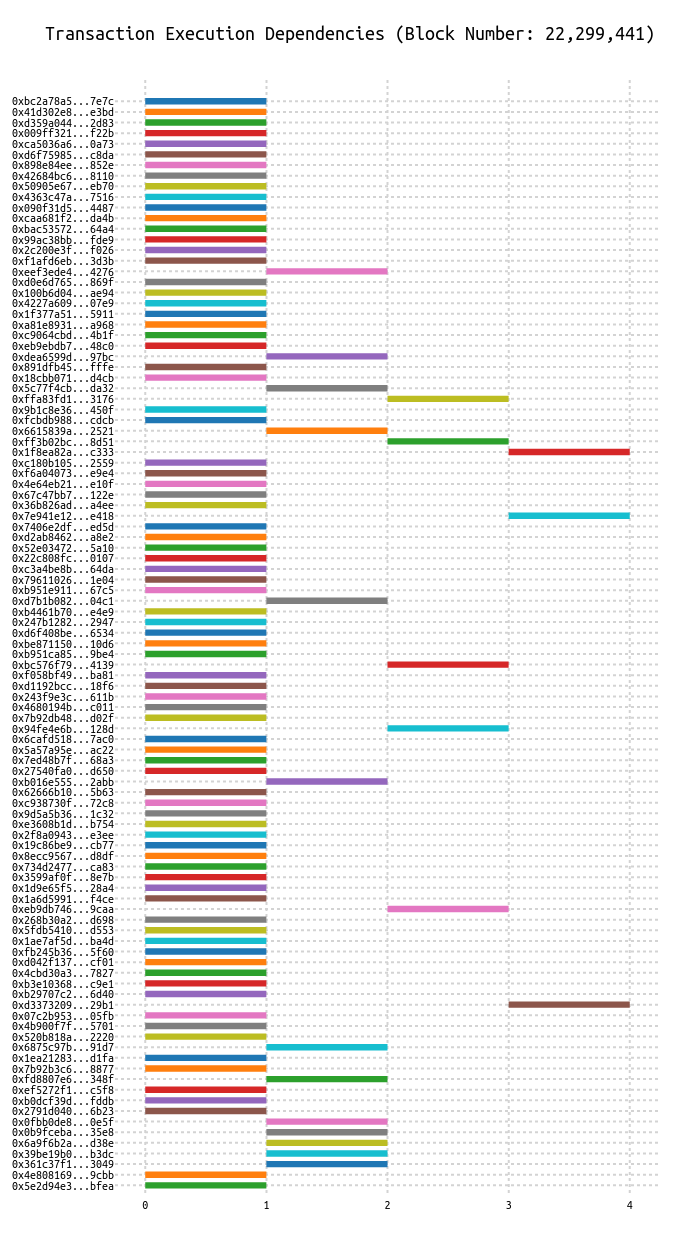 Transaction Execution Dependencies (Block Number: 22,299,441)
0xbc2a78a5...7e7c
0x41d302e8...e3bd
0xd359a044...2d83
0x009ff321...f22b
0xca5036a6...0a73
0xd6f75985...c8da
0x898e84ee...852e
0x42684bc6...8110
0x50905e67...eb70
0x4363c47a...7516
0x090f31d5...4487
0xcaa681f2...da4b
0xbac53572...64a4
0x99ac38bb...fde9
0x2c200e3f...f026
0xf1afd6eb...3d3b
0xeef3ede4...4276
0xd0e6d765...869f
0x100b6d04...ae94
0x4227a609...07e9
0x1f377a51...5911
0xa81e8931...a968
0xc9064cbd...4b1f
0xeb9ebdb7...48c0
0xdea6599d...97bc
0x891dfb45...fffe
0x18cbb071...d4cb
0x5c77f4cb...da32
0xffa83fd1...3176
0x9b1c8e36...450f
0xfcbdb988...cdcb
0x6615839a...2521
0xff3b02bc...8d51
0x1f8ea82a...c333
0xc180b105...2559
0xf6a04073...e9e4
0x4e64eb21...e10f
0x67c47bb7...122e
0x36b826ad...a4ee
0x7e941e12...e418
0x7406e2df...ed5d
0xd2ab8462...a8e2
0x52e03472...5a10
0x22c808fc...0107
0xc3a4be8b...64da
0x79611026...1e04
0xb951e911...67c5
0xd7b1b082...04c1
0xb4461b70...e4e9
0x247b1282...2947
0xd6f408be...6534
0xbe871150...10d6
0xb951ca85...9be4
0xbc576f79...4139
0xf058bf49...ba81
0xd1192bcc...18f6
0x243f9e3c...611b
0x4680194b...c011
0x7b92db48...d02f
0x94fe4e6b...128d
0x6cafd518...7ac0
0x5a57a95e...ac22
0x7ed48b7f...68a3
0x27540fa0...d650
0xb016e555...2abb
0x62666b10...5b63
0xc938730f...72c8
0x9d5a5b36...1c32
0xe3608b1d...b754
0x2f8a0943...e3ee
0x19c86be9...cb77
0x8ecc9567...d8df
0x734d2477...ca83
0x3599af0f...8e7b
0x1d9e65f5...28a4
0x1a6d5991...f4ce
0xeb9db746...9caa
0x268b30a2...d698
0x5fdb5410...d553
0x1ae7af5d...ba4d
0xfb245b36...5f60
0xd042f137...cf01
0x4cbd30a3...7827
0xb3e10368...c9e1
0xb29707c2...6d40
0xd3373209...29b1
0x07c2b953...05fb
0x4b900f7f...5701
0x520b818a...2220
0x6875c97b...91d7
0x1ea21283...d1fa
0x7b92b3c6...8877
0xfd8807e6...348f
0xef5272f1...c5f8
0xb0dcf39d...fddb
0x2791d040...6b23
0x0fbb0de8...0e5f
0x0b9fceba...35e8
0x6a9f6b2a...d38e
0x39be19b0...b3dc
0x361c37f1...3049
0x4e808169...9cbb
0x5e2d94e3...bfea
0 1 2 3 4